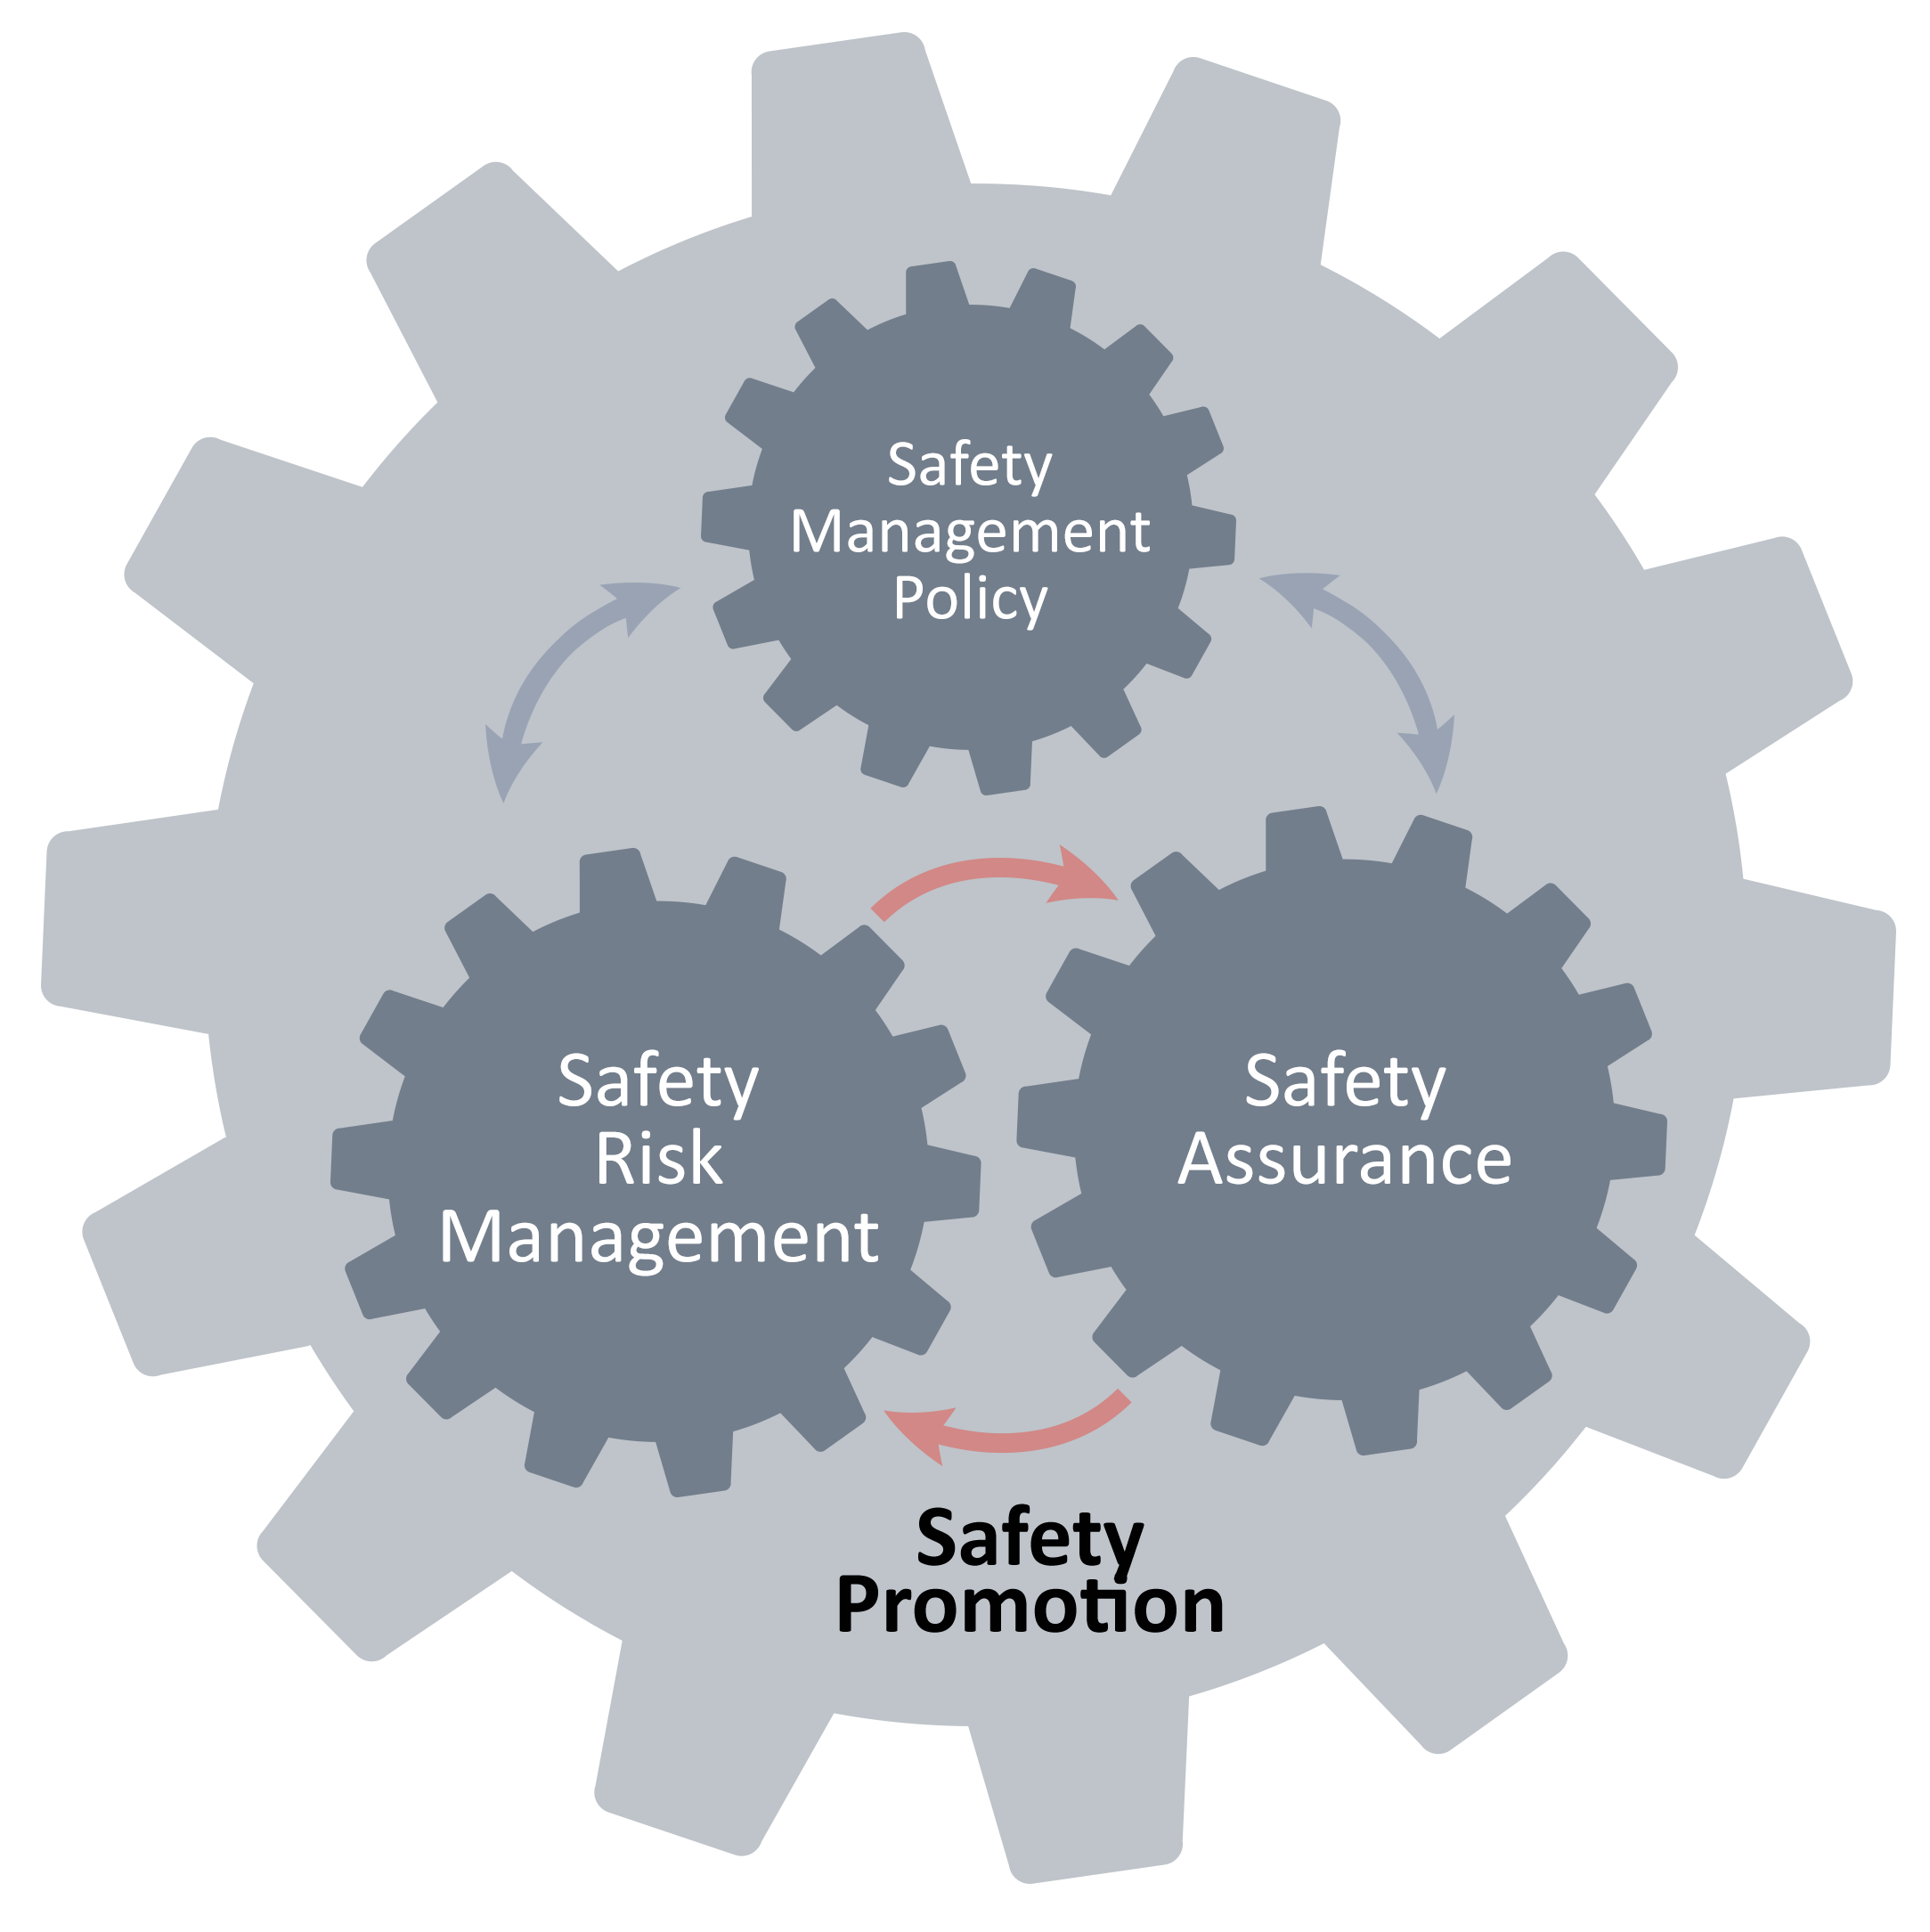 Safety
Management
Policy
Safety
Risk
Management
Safety
Assurance
Safety
Promotion